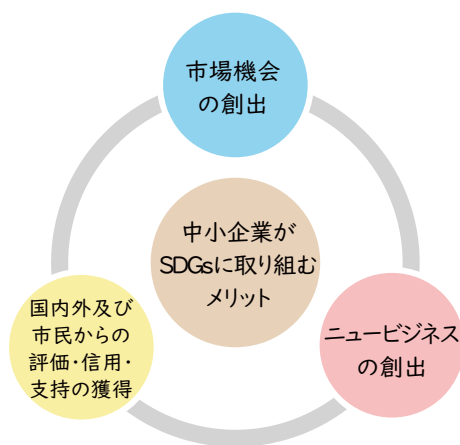 市場機会
の創出
中小企業が
SDGsに取り組む
メリット
国内外及び
市民からの
評価・信用・
支持の獲得
ニュービジネス
の創出